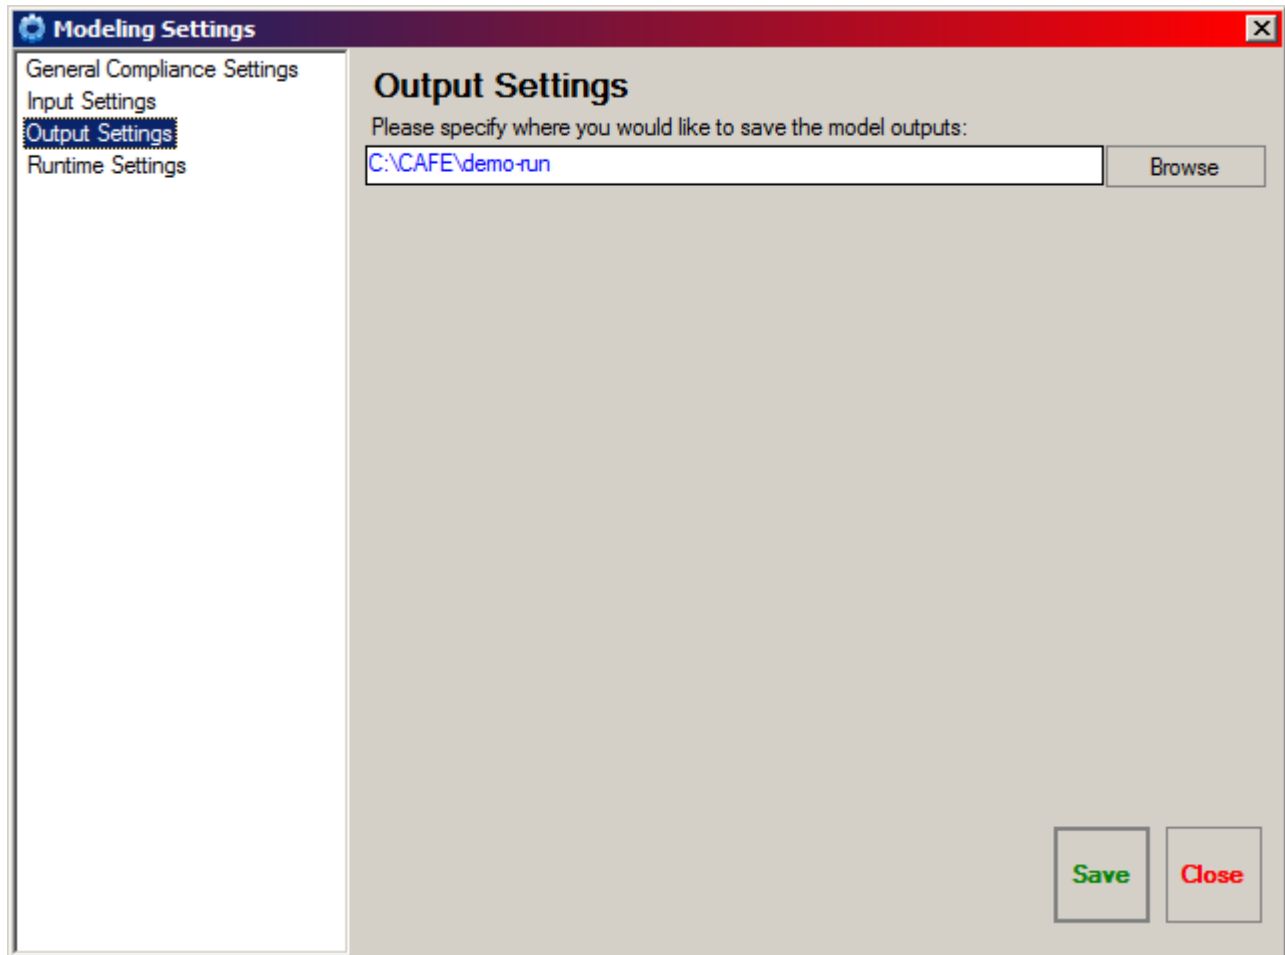 Modeling Settings
General Compliance Settings
Input Settings
Output Settings
Runtime Settings
Output Settings
Please specify where you would like to save the model outputs:
C:\CAFE\demo-run
Browse
Save
Close